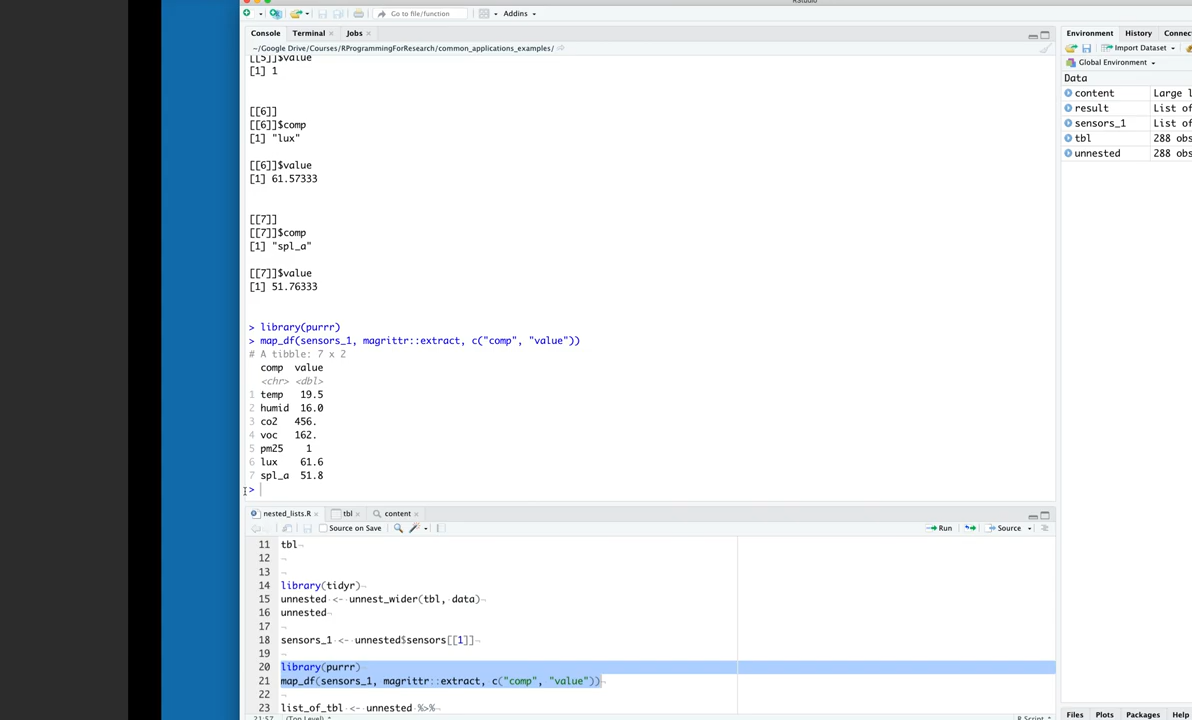 RStudio
Go to file/function
Addins
Console Terminal Jobs
~/Google Drive/Courses/RProgrammingForResearch/common_applications_examples/
[[5]]$value
[1] 1
[[6]]
[[6]]$comp
[1] "lux"
[[6]]$value
[1] 61.57333
[[7]]
[[7]]$comp
[1] "spl_a"
[[7]]$value
[1] 51.76333
> library(purrr)
> map_df(sensors_1, magrittr::extract, c("comp", "value"))
# A tibble: 7 x 2
comp value
<chr> <dbl>
1 temp 19.5
2 humid 16.0
3 co2 456.
4 voc 162.
5 pm25 1
6 lux 61.6
7 spl_a 51.8
>
nested_lists.R tbl content
Source on Save
Run Source
11 tbl
12
13
14 library(tidyr)
15 unnested <- unnest_wider(tbl, data)
16 unnested
17
18 sensors_1 <- unnested$sensors[[1]]
19
20 library(purrr)
21 map_df(sensors_1, magrittr::extract, c("comp", "value"))
22
23 list_of_tbl <- unnested %>%
21:57 (Top Level) R Script
Environment History Connec
Import Dataset
Global Environment
Data
content Large l
result List of
sensors_1 List of
tbl 288 obs
unnested 288 obs
Files Plots Packages Help